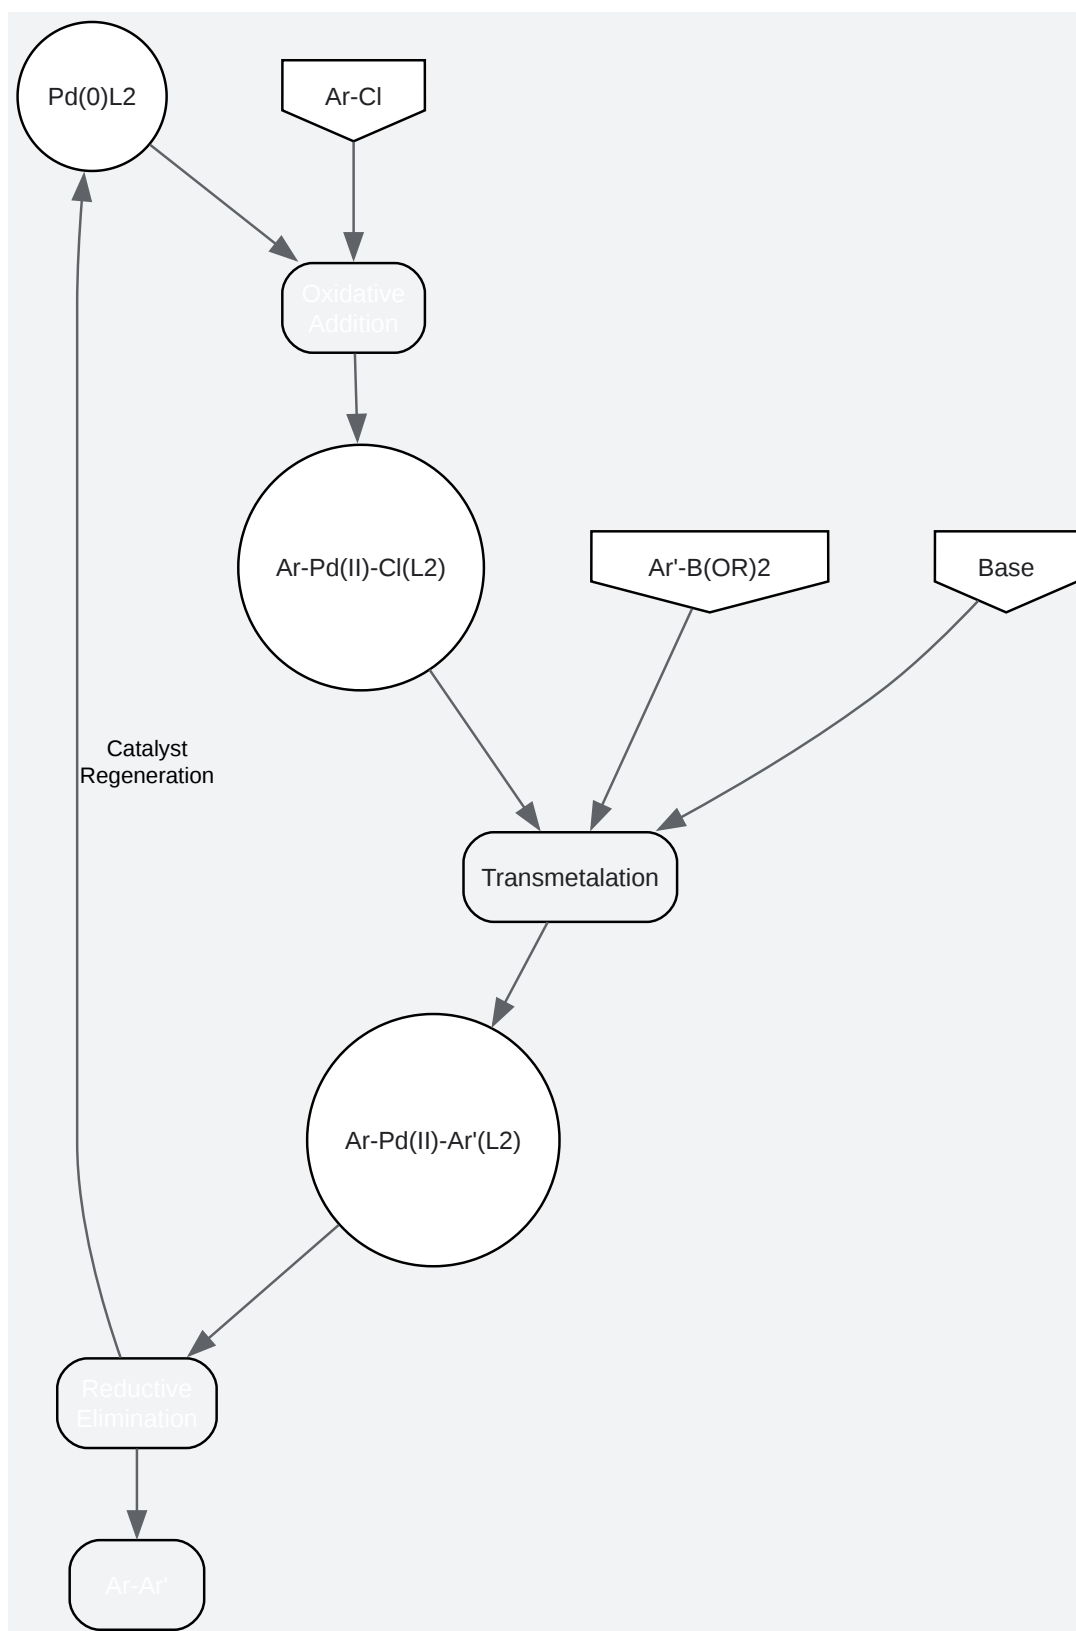 Pd(0)L2
Ar-Cl
Oxidative
Addition
Ar-Pd(II)-Cl(L2)
Ar'-B(OR)2
Base
Catalyst
Regeneration
Transmetalation
Ar-Pd(II)-Ar'(L2)
Reductive
Elimination
Ar-Ar'